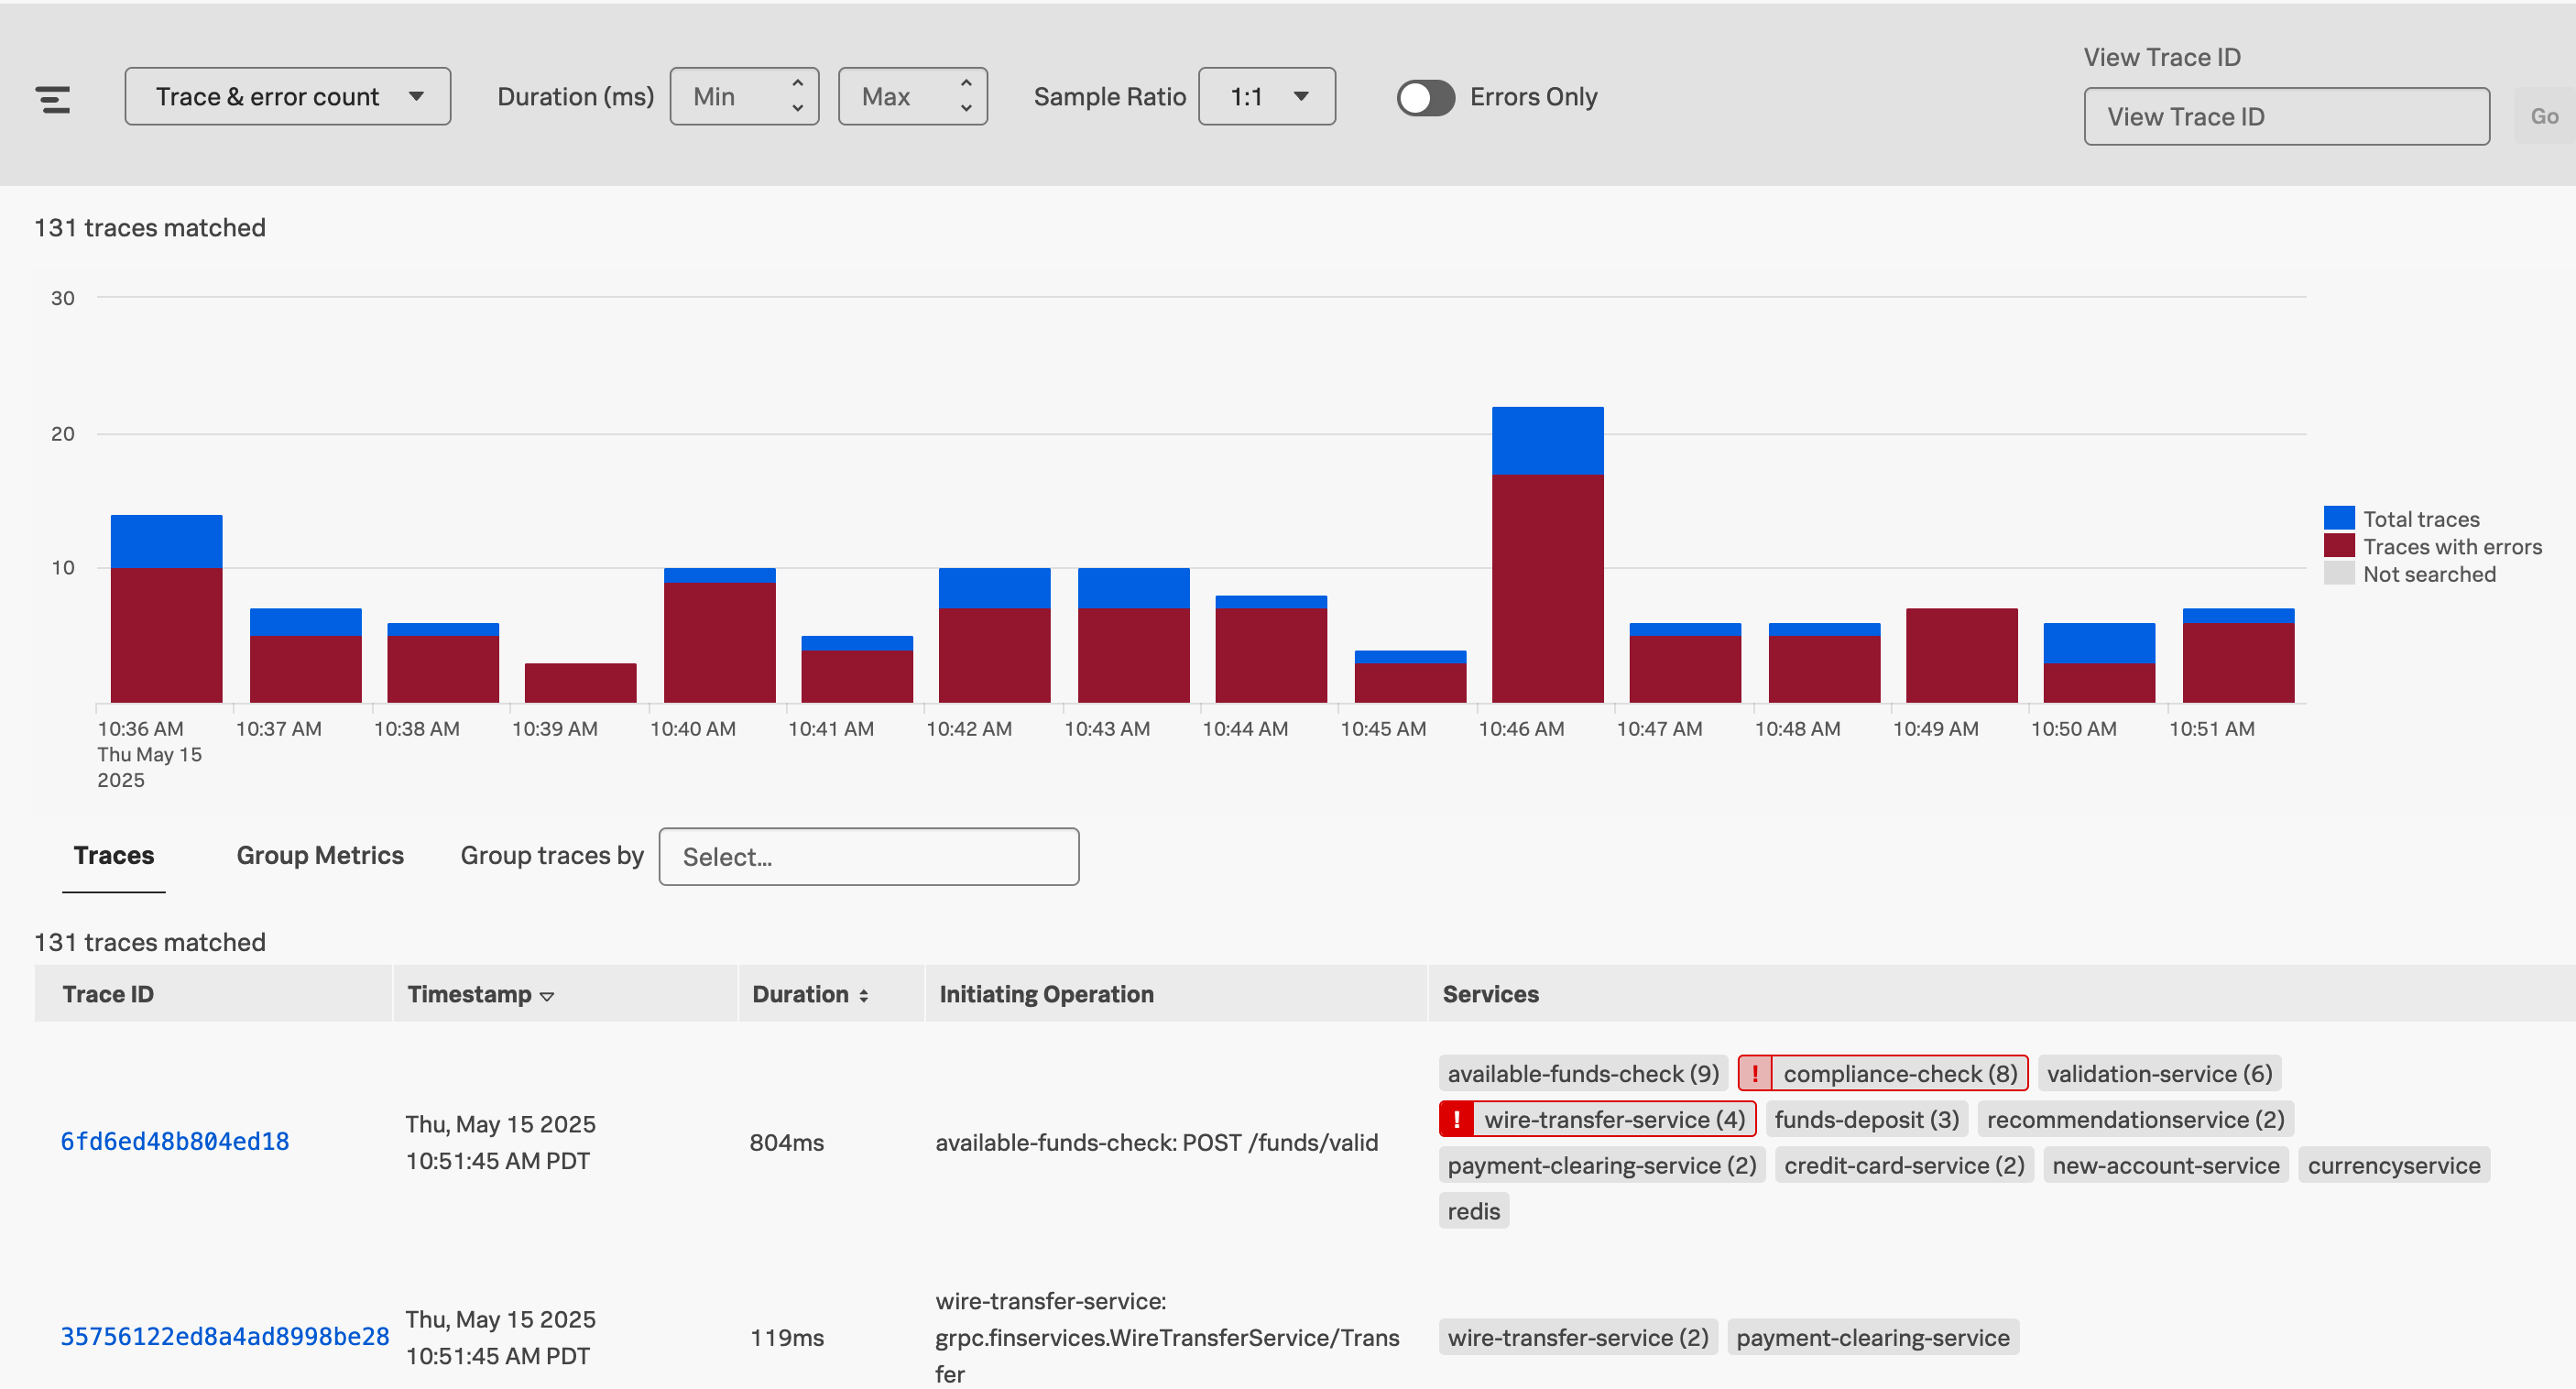 View Trace ID
Trace & error count
Duration (ms)
Min
Max
Sample Ratio
1:1
Errors Only
View Trace ID
Go
131 traces matched
30
20
10
Total traces
Traces with errors
Not searched
10:36 AM 10:37 AM 10:38 AM 10:39 AM 10:40 AM 10:41 AM 10:42 AM 10:43 AM 10:44 AM 10:45 AM 10:46 AM 10:47 AM 10:48 AM 10:49 AM 10:50 AM 10:51 AM
Thu May 15
2025
Traces
Group Metrics
Group traces by
Select...
131 traces matched
Trace ID
Timestamp
Duration
Initiating Operation
Services
6fd6ed48b804ed18
Thu, May 15 2025
10:51:45 AM PDT
804ms
available-funds-check: POST /funds/valid
available-funds-check (9) ! compliance-check (8) validation-service (6)
! wire-transfer-service (4) funds-deposit (3) recommendationservice (2)
payment-clearing-service (2) credit-card-service (2) new-account-service currencyservice
redis
35756122ed8a4ad8998be28
Thu, May 15 2025
10:51:45 AM PDT
119ms
wire-transfer-service:
grpc.finservices.WireTransferService/Trans
fer
wire-transfer-service (2) payment-clearing-service